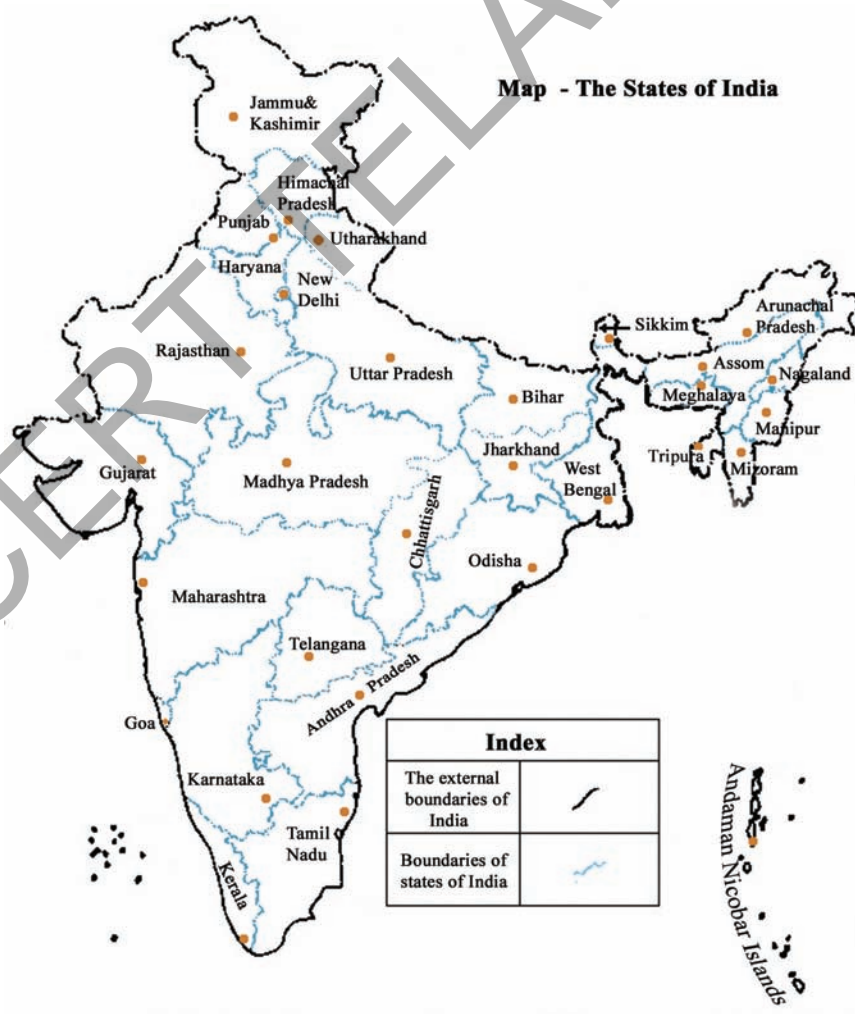 CERT TELA
Map - The States of India
Jammu&
Kashimir
Himachal
Pradesh
Punjab
Utharakhand
Haryana
New
Delhi
Rajasthan
Uttar Pradesh
Sikkim
Arunachal
Pradesh
Assom
Nagaland
Meghalaya
Manipur
Tripura
Mizoram
Bihar
Jharkhand
West
Bengal
Gujarat
Madhya Pradesh
Chhattisgarh
Odisha
Maharashtra
Telangana
Andhra Pradesh
Goa
Karnataka
Tamil
Nadu
Kerala
Index
The external
boundaries of
India
Boundaries of
states of India
Andaman Nicobar Islands